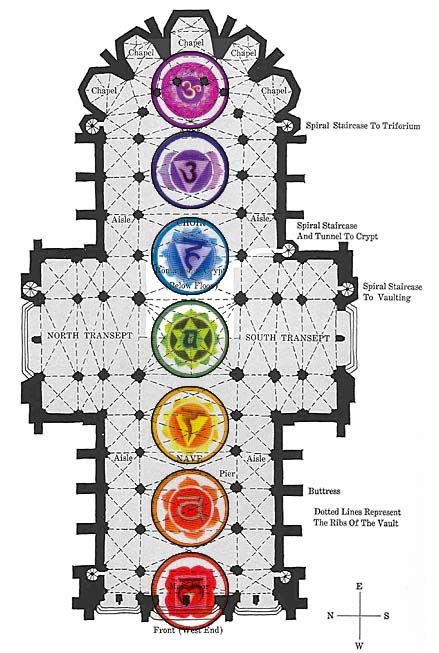 Chapel
Chapel
Chapel
Chapel
Chapel
ॐ
Spiral Staircase To Triforium
Aisle
CHOIR
Aisle
Spiral Staircase
And Tunnel To Crypt
Below Floor
Spiral Staircase
To Vaulting
NORTH TRANSEPT
SOUTH TRANSEPT
Aisle
NAVE
Aisle
Pier
Buttress
Dotted Lines Represent
The Ribs Of The Vault
Front (West End)
E
N
S
W